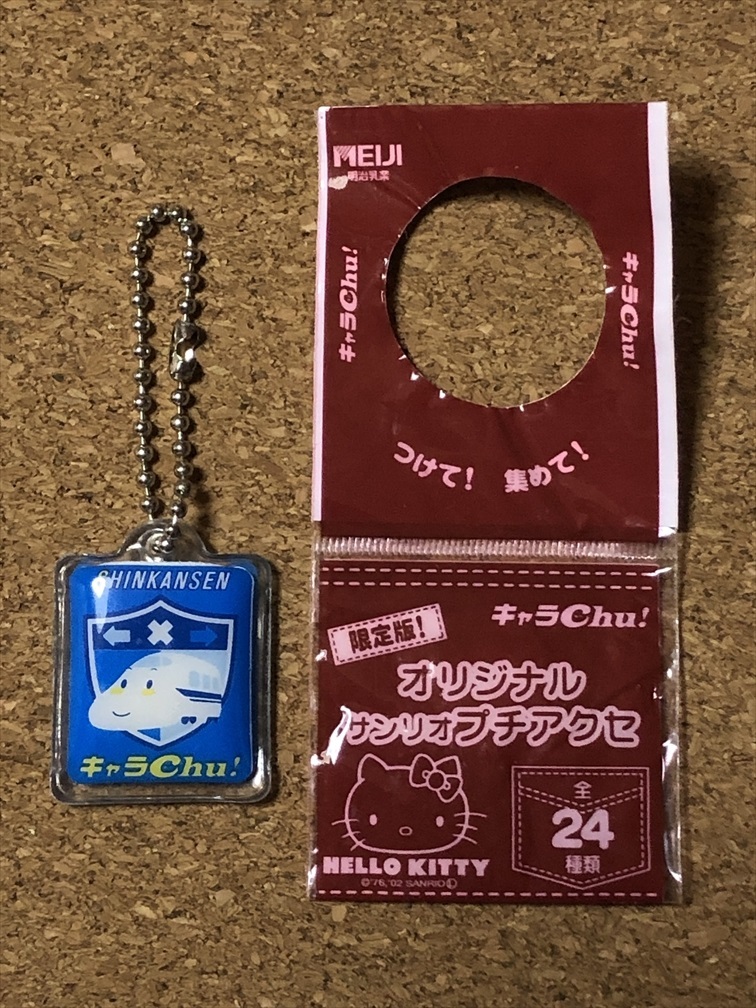 SHINKANSEN
キャラChu!
MEIJI
明治乳業
キャラChu!
キャラChu!
つけて! 集めて!
キャラChu!
限定版!
オリジナル
サンリオプチアクセ
全
24
種類
HELLO KITTY
©'76,'02 SANRIO Ⓛ